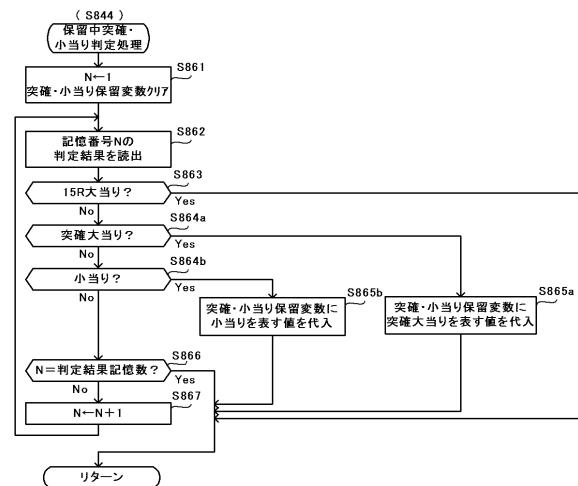 (S844)
保留中突確・
小当り判定処理
S861
N←1
突確・小当り保留変数クリア
S862
記憶番号Nの
判定結果を読出
S863
15R大当り?
Yes
No
S864a
突確大当り?
Yes
No
S864b
小当り?
Yes
No
S865b
突確・小当り保留変数に
小当りを表す値を代入
S865a
突確・小当り保留変数に
突確大当りを表す値を代入
S866
N=判定結果記憶数?
Yes
No
S867
N←N+1
リターン